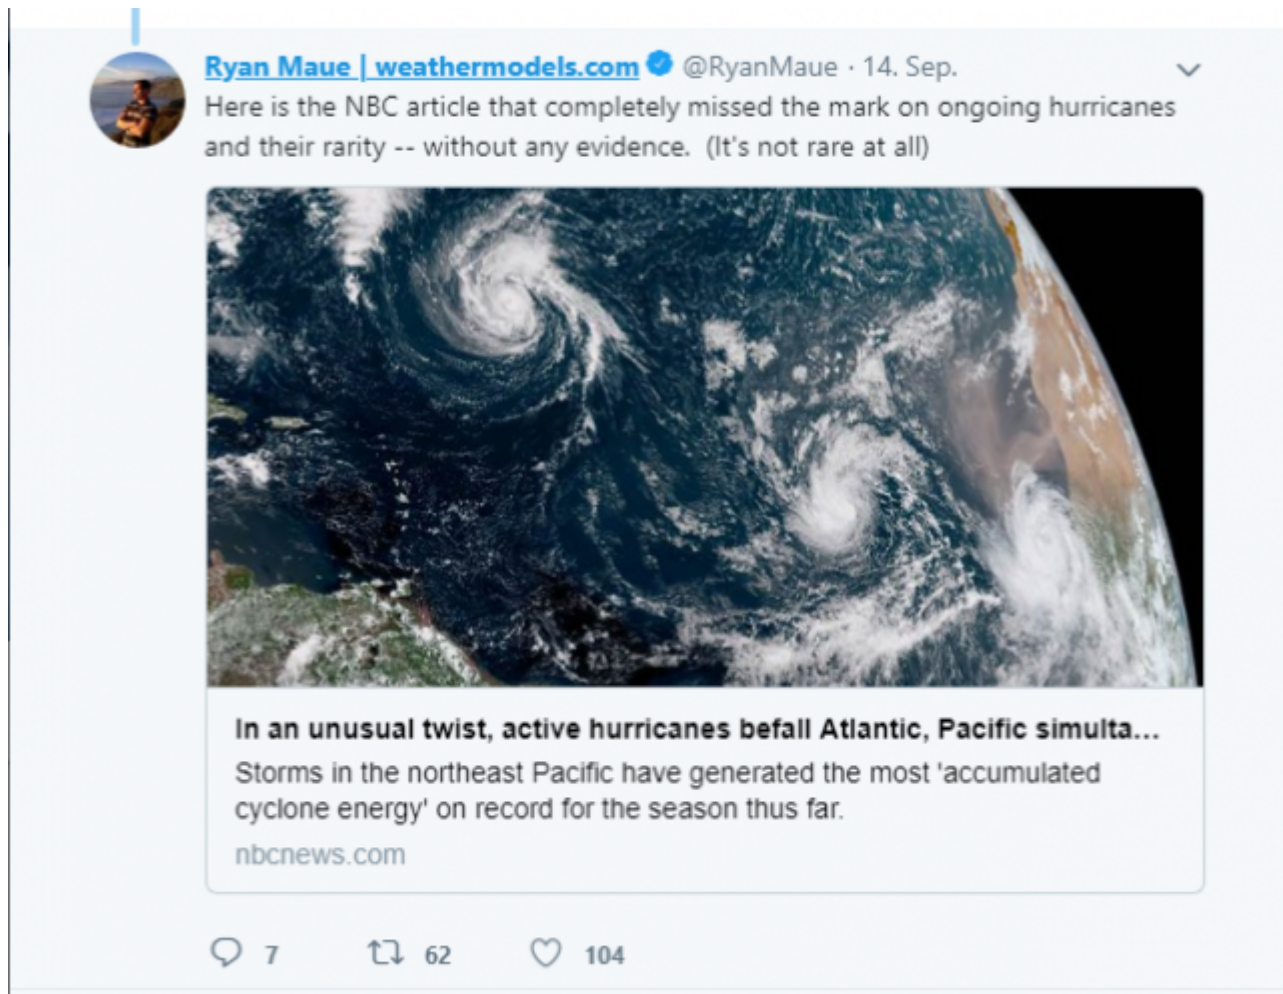 Ryan Maue | weathermodels.com @RyanMaue · 14. Sep.
Here is the NBC article that completely missed the mark on ongoing hurricanes
and their rarity -- without any evidence.  (It's not rare at all)
In an unusual twist, active hurricanes befall Atlantic, Pacific simulta...
Storms in the northeast Pacific have generated the most 'accumulated
cyclone energy' on record for the season thus far.
nbcnews.com
7 62 104